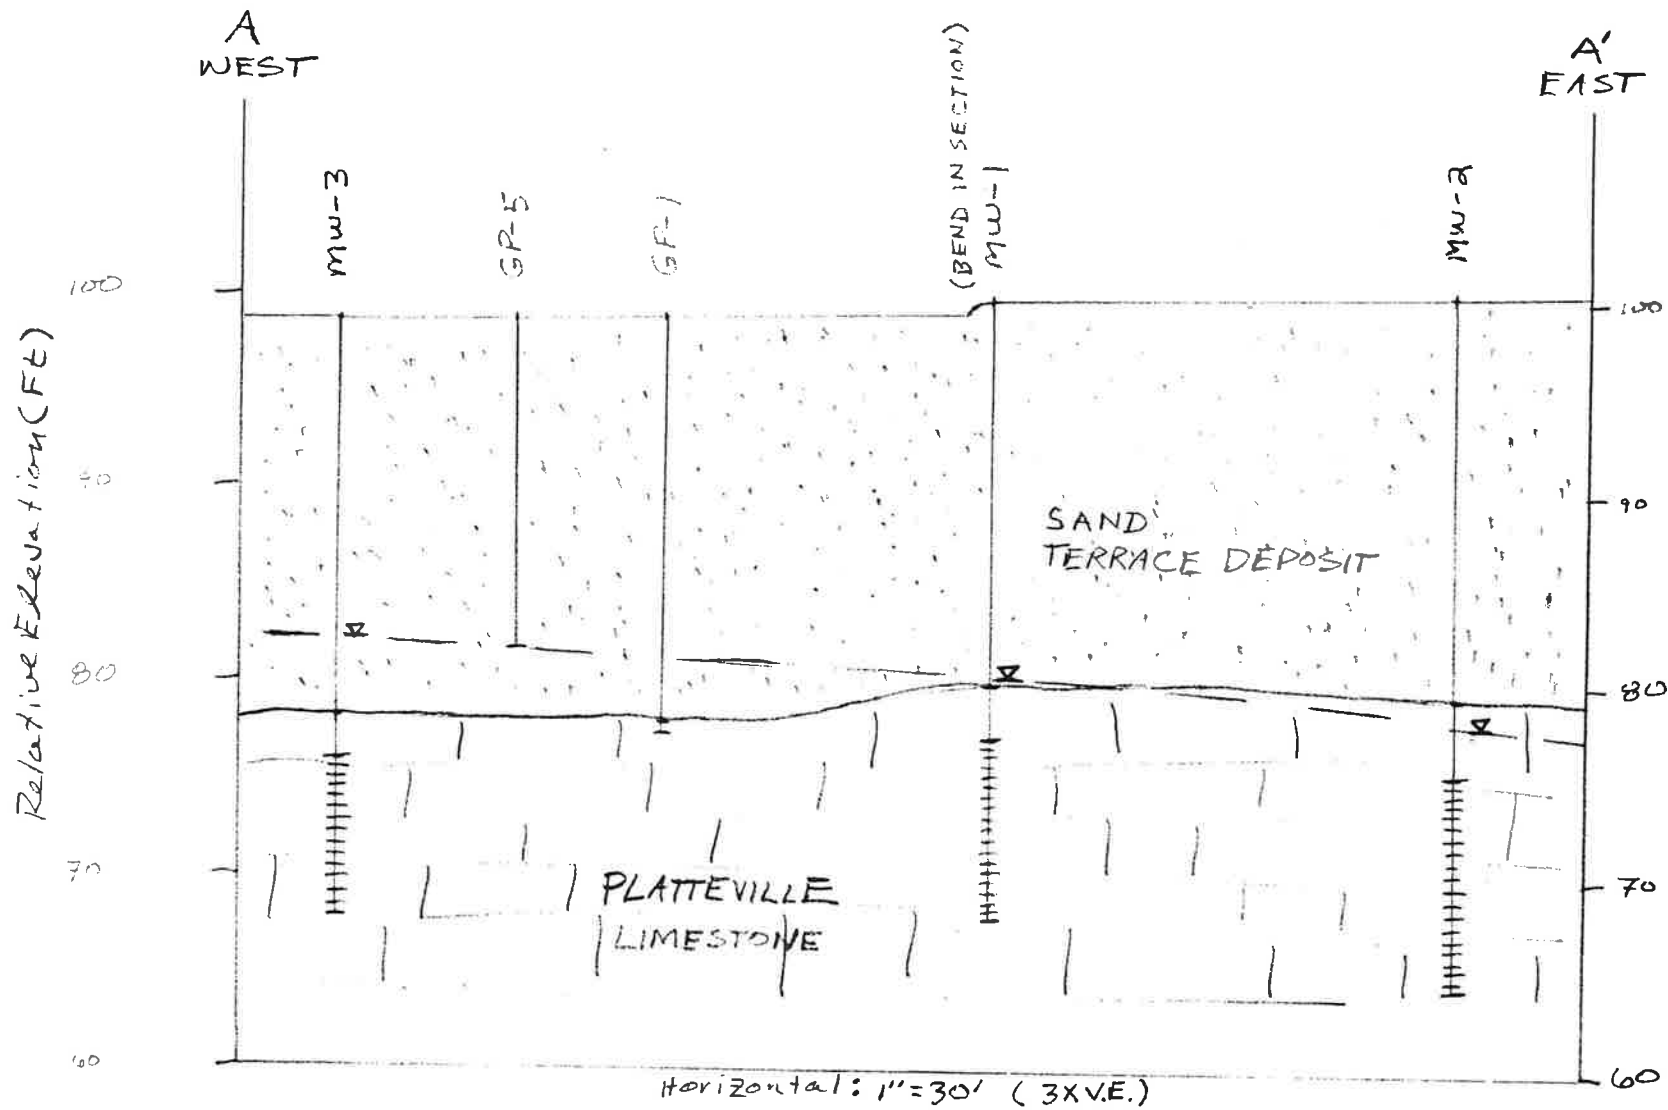 A
WEST
A'
EAST
MW-3
GP-5
GP-1
(BEND IN SECTION)
MW-1
MW-2
Relative Elevation (Ft)
100
90
80
70
60
100
90
80
70
60
SAND
TERRACE DEPOSIT
PLATTEVILLE
LIMESTONE
Horizontal: 1"=30' (3X V.E.)